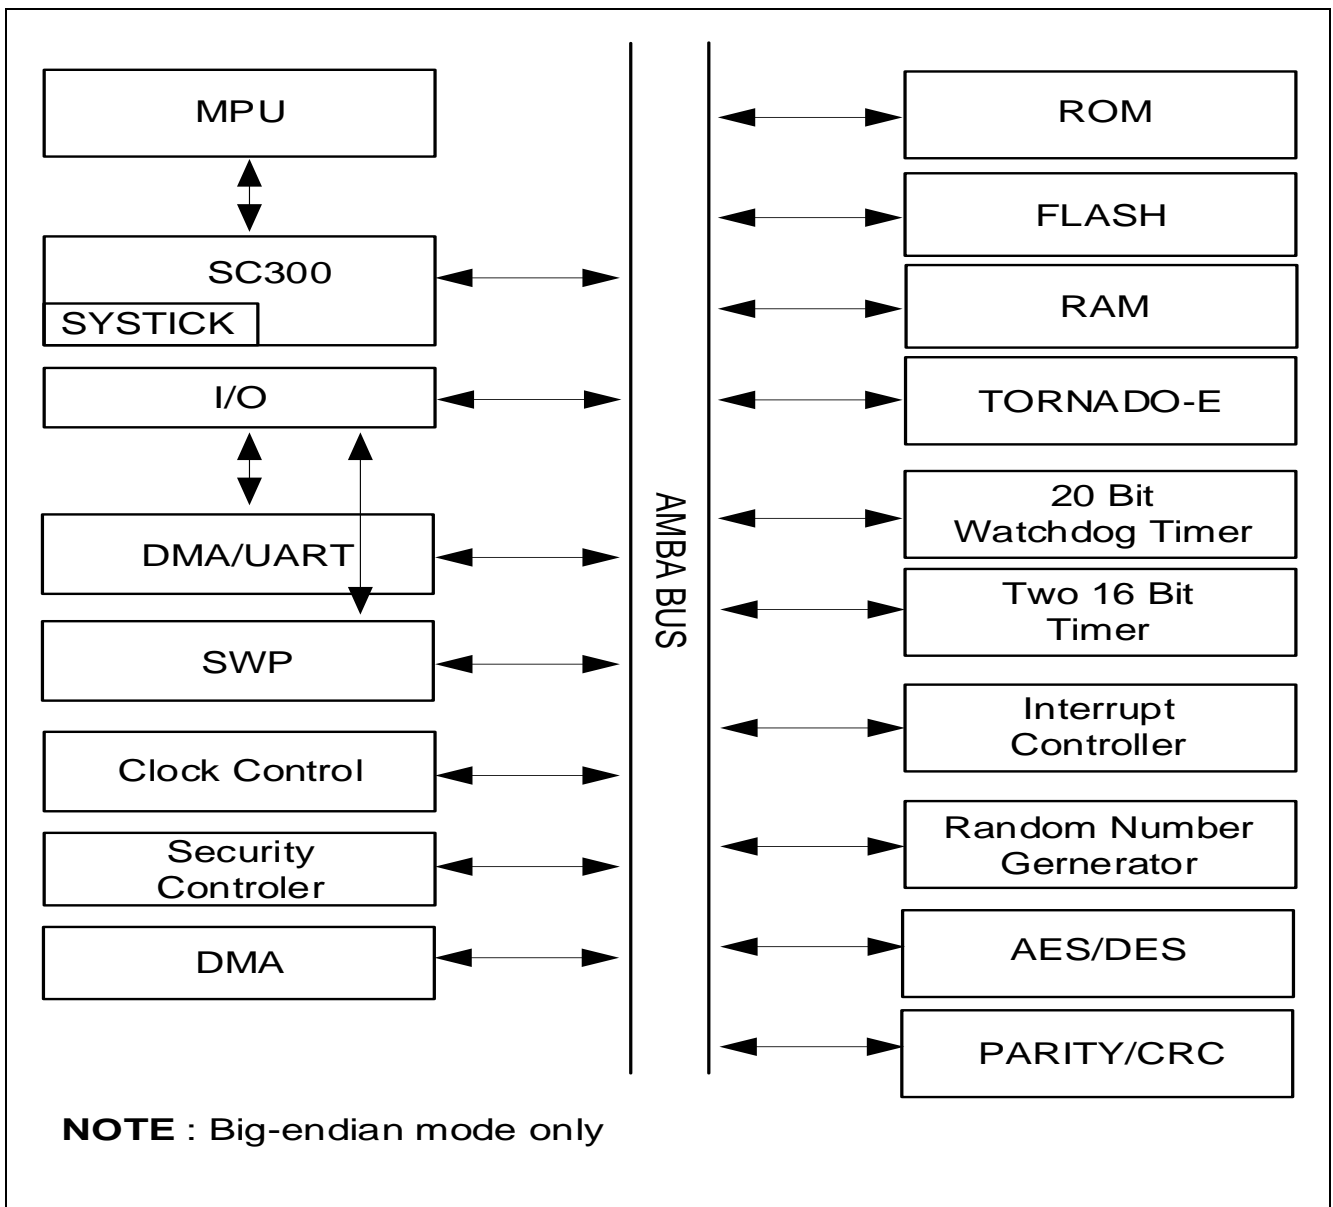 MPU
SC300
SYSTICK
I/O
DMA/UART
SWP
Clock Control
Security
Controler
DMA
AMBA BUS
ROM
FLASH
RAM
TORNADO-E
20 Bit
Watchdog Timer
Two 16 Bit
Timer
Interrupt
Controller
Random Number
Gernerator
AES/DES
PARITY/CRC
NOTE : Big-endian mode only